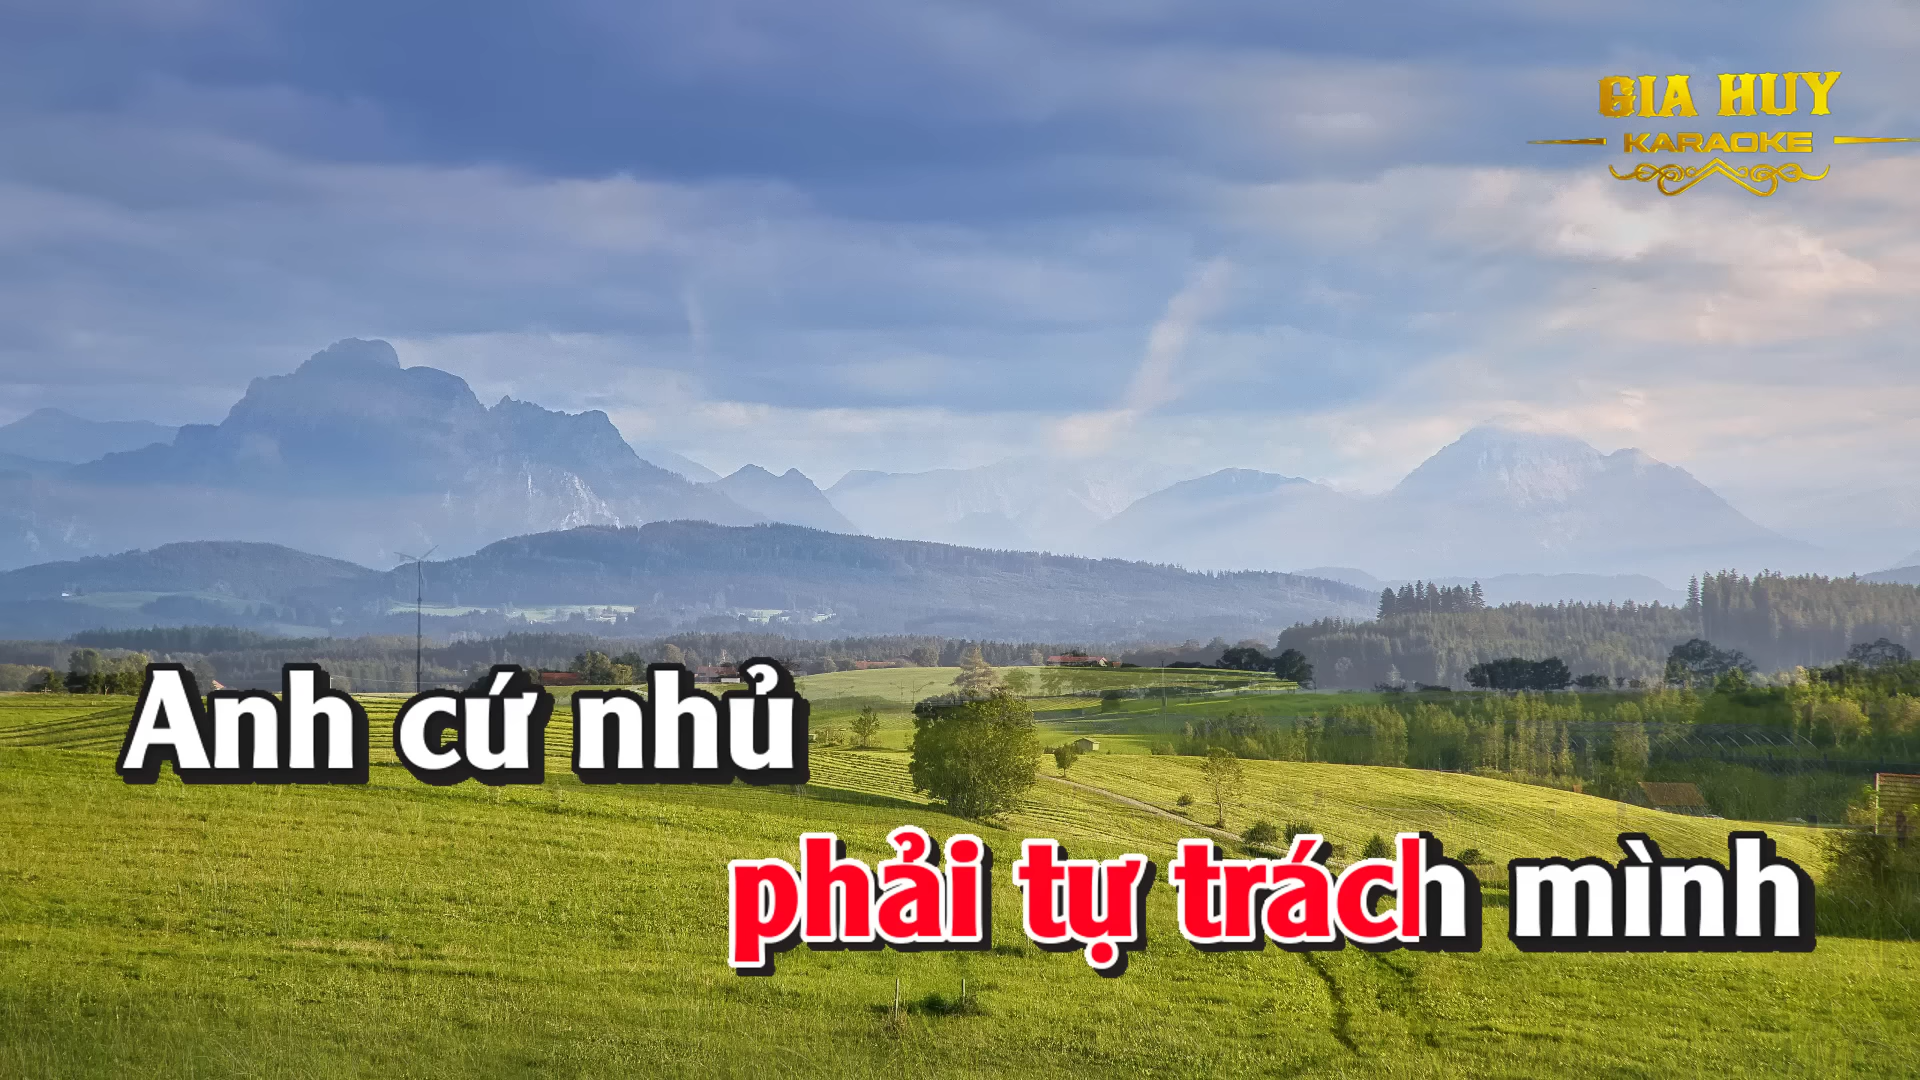 GIA HUY
KARAOKE
Anh cứ nhủ
phải tự trách mình